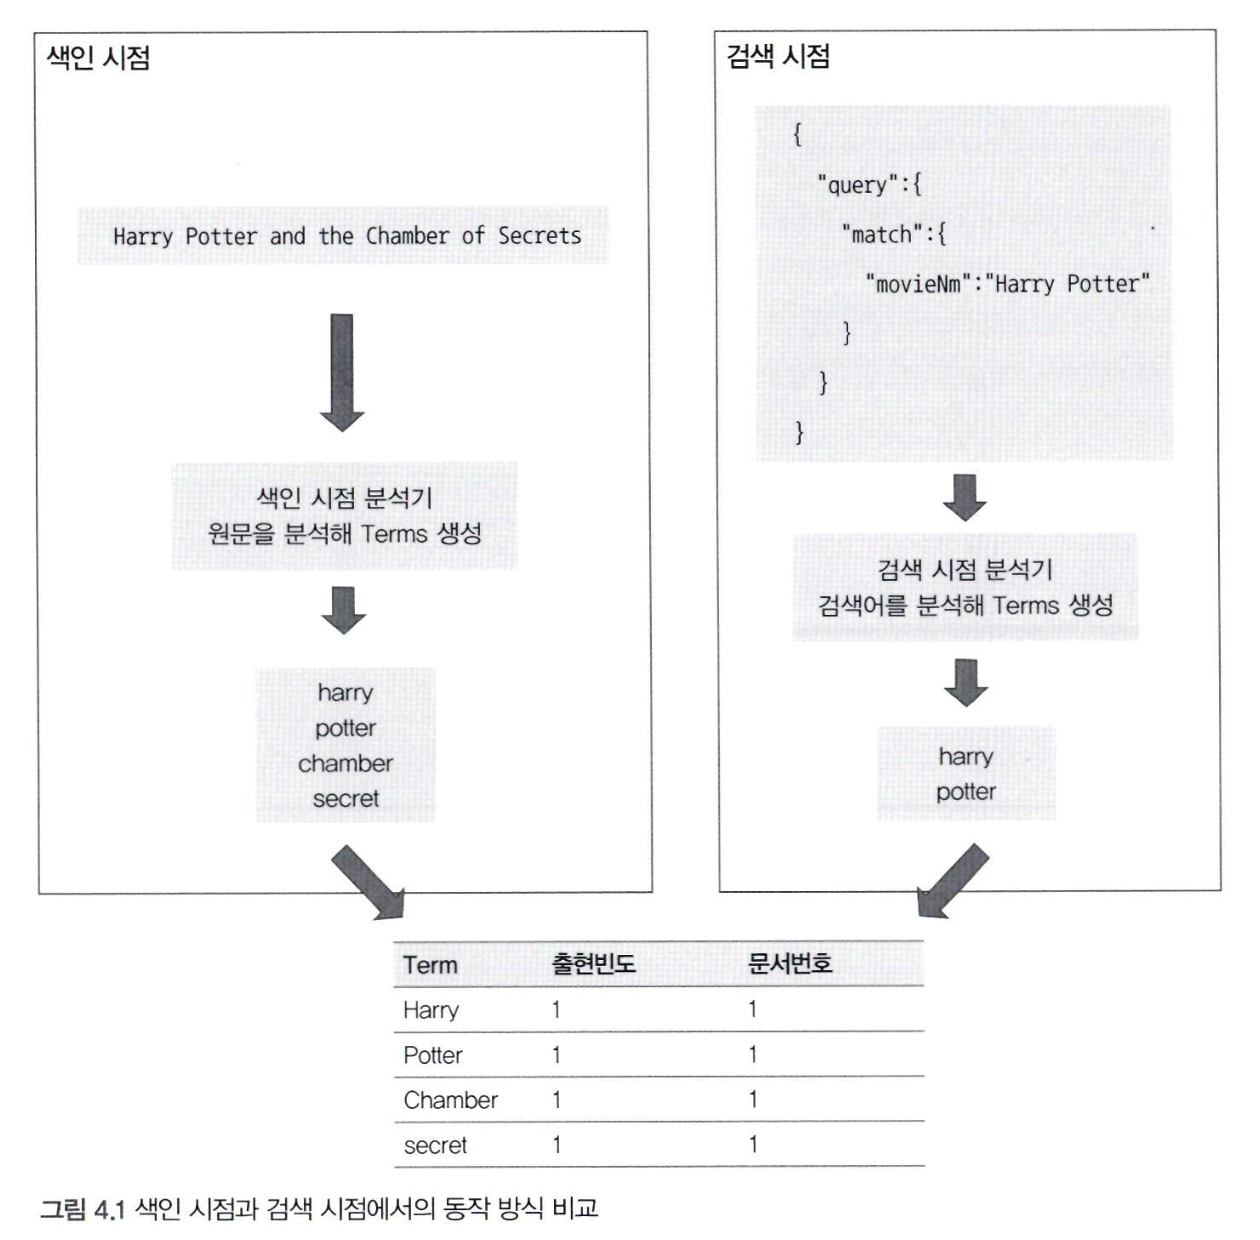 색인 시점
Harry Potter and the Chamber of Secrets
색인 시점 분석기
원문을 분석해 Terms 생성
harry
potter
chamber
secret
검색 시점
{
"query":{
"match":{
"movieNm":"Harry Potter"
}
}
}
검색 시점 분석기
검색어를 분석해 Terms 생성
harry
potter
Term 출현빈도 문서번호
Harry 1 1
Potter 1 1
Chamber 1 1
secret 1 1
그림 4.1 색인 시점과 검색 시점에서의 동작 방식 비교